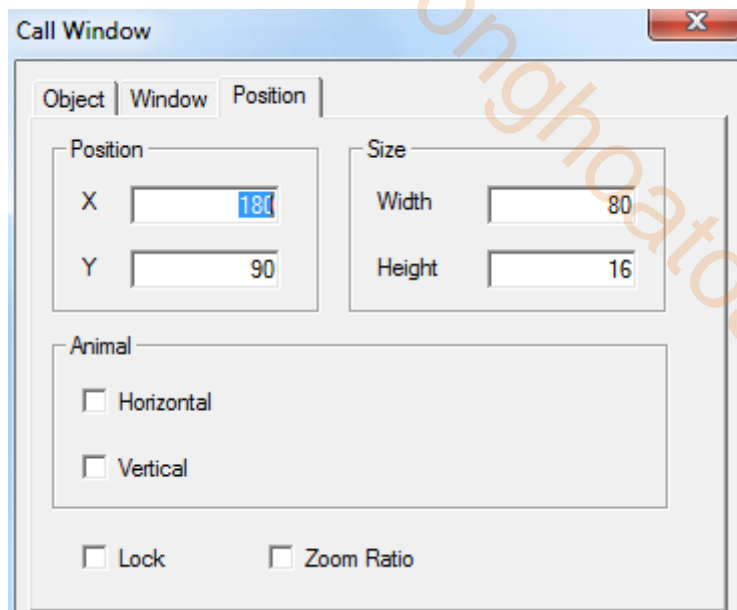 Call Window
Object Window Position
Position
X 180
Y 90
Size
Width 80
Height 16
Animal
Horizontal
Vertical
Lock Zoom Ratio